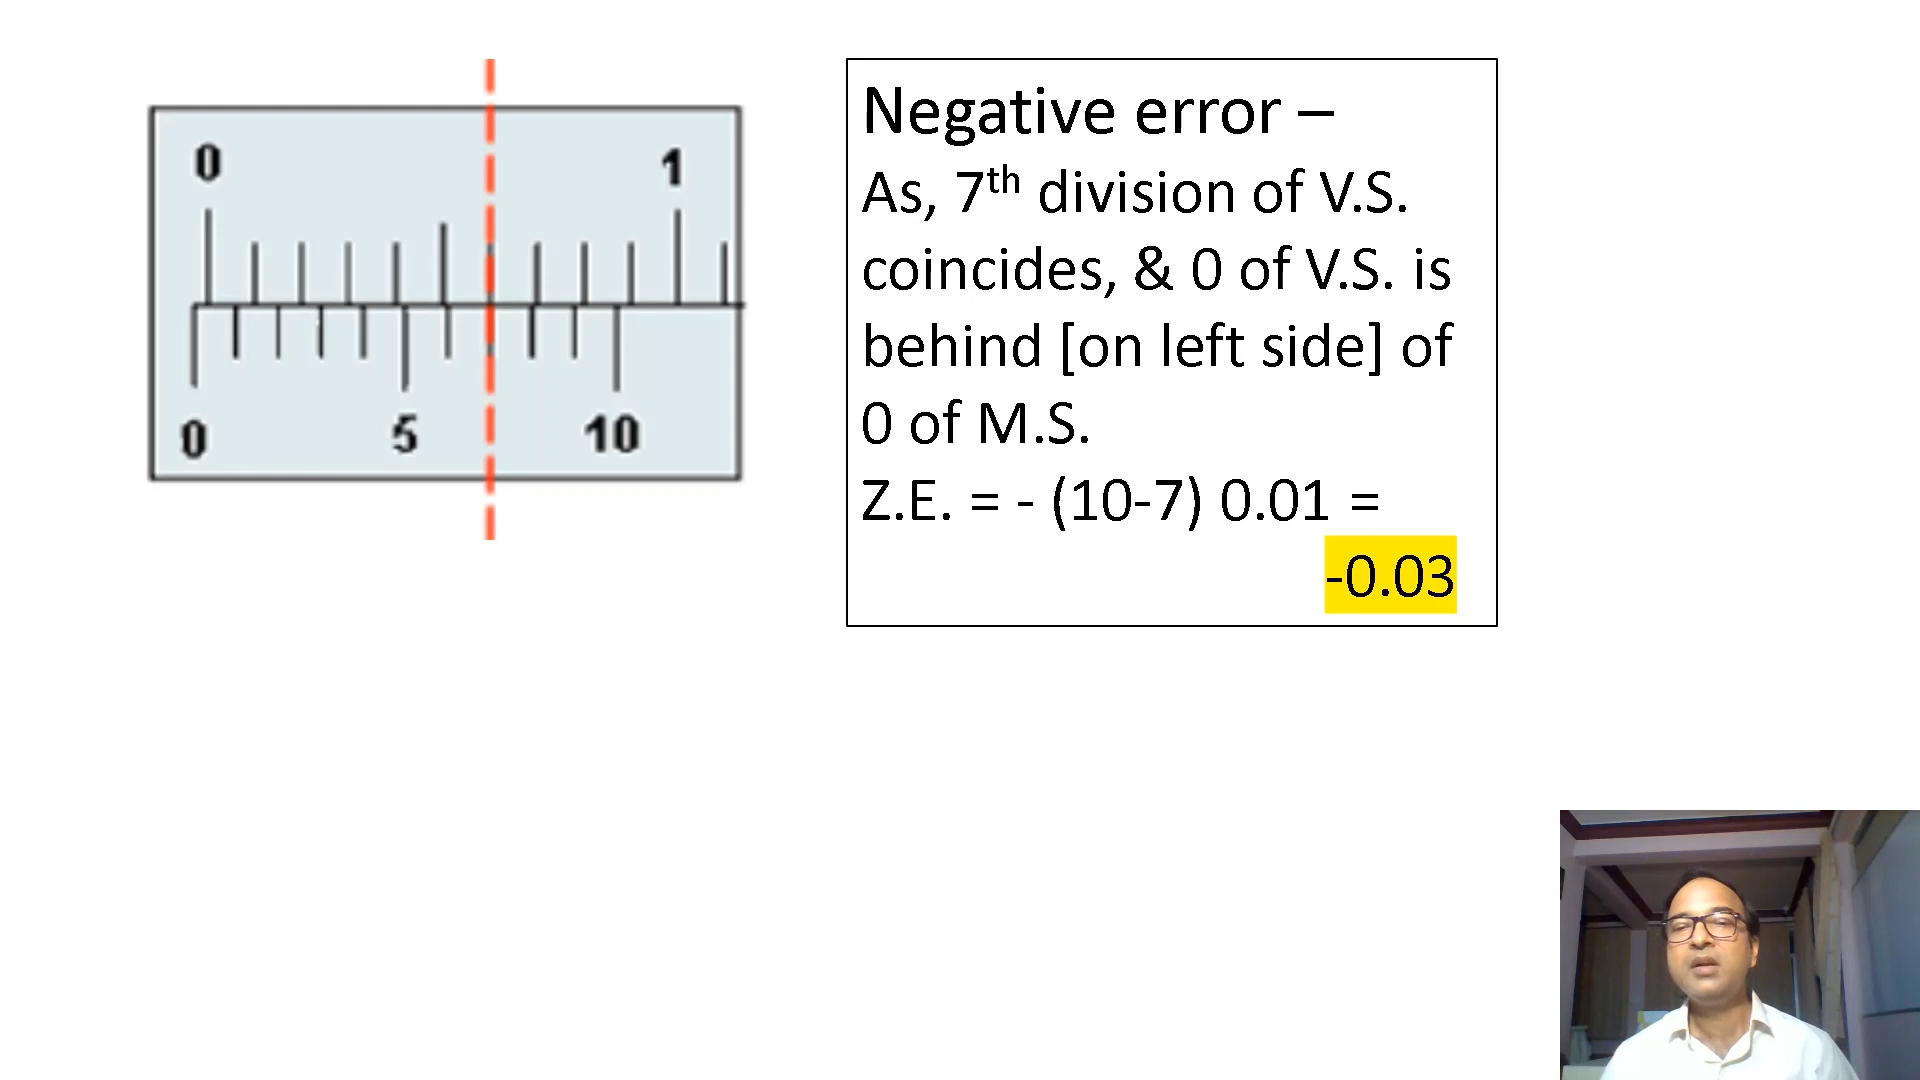 0 1
0 5 10
Negative error –
As, 7th division of V.S.
coincides, & 0 of V.S. is
behind [on left side] of
0 of M.S.
Z.E. = - (10-7) 0.01 =
-0.03